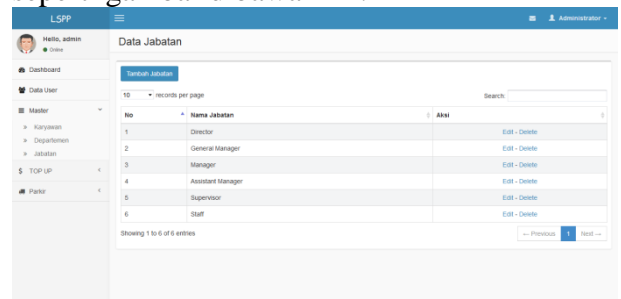 LSPP
Administrator
Hello, admin
Online
Data Jabatan
Dashboard
Data User
Master
» Karyawan
» Departemen
» Jabatan
$ TOP UP
Parkir
Tambah Jabatan
10 records per page
Search:
No Nama Jabatan Aksi
1 Director Edit - Delete
2 General Manager Edit - Delete
3 Manager Edit - Delete
4 Assistant Manager Edit - Delete
5 Supervisor Edit - Delete
6 Staff Edit - Delete
Showing 1 to 6 of 6 entries
← Previous 1 Next →